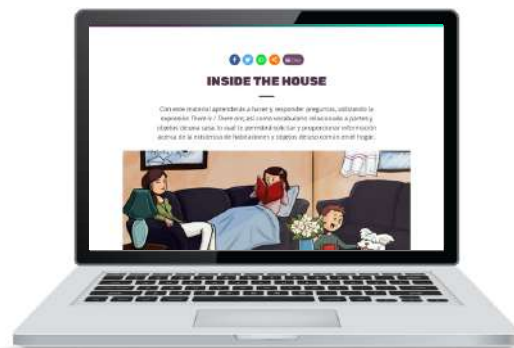 INSIDE THE HOUSE
Con este material aprenderás a hacer y responder preguntas, utilizando la
expresión There is / There are; así como vocabulario relacionado a partes y
objetos de una casa, lo cual te permitirá solicitar y proporcionar información
acerca de la existencia de habitaciones y objetos de uso común en el hogar.